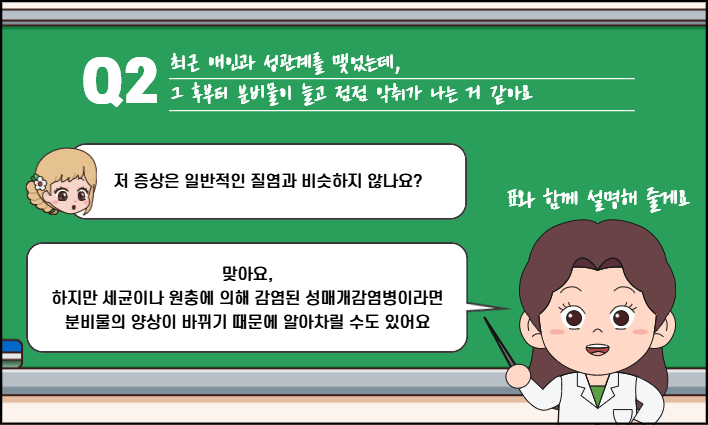 Q2
최근 애인과 성관계를 맺었는데,
그 후부터 분비물이 늘고 점점 악취가 나는 거 같아요
저 증상은 일반적인 질염과 비슷하지 않나요?
표와 함께 설명해 줄게요
맞아요,
하지만 세균이나 원충에 의해 감염된 성매개감염병이라면
분비물의 양상이 바뀌기 때문에 알아차릴 수도 있어요